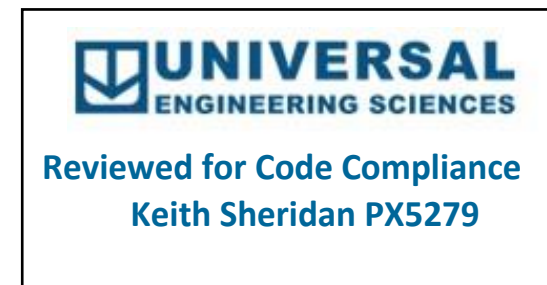 UNIVERSAL
ENGINEERING SCIENCES
Reviewed for Code Compliance
Keith Sheridan PX5279